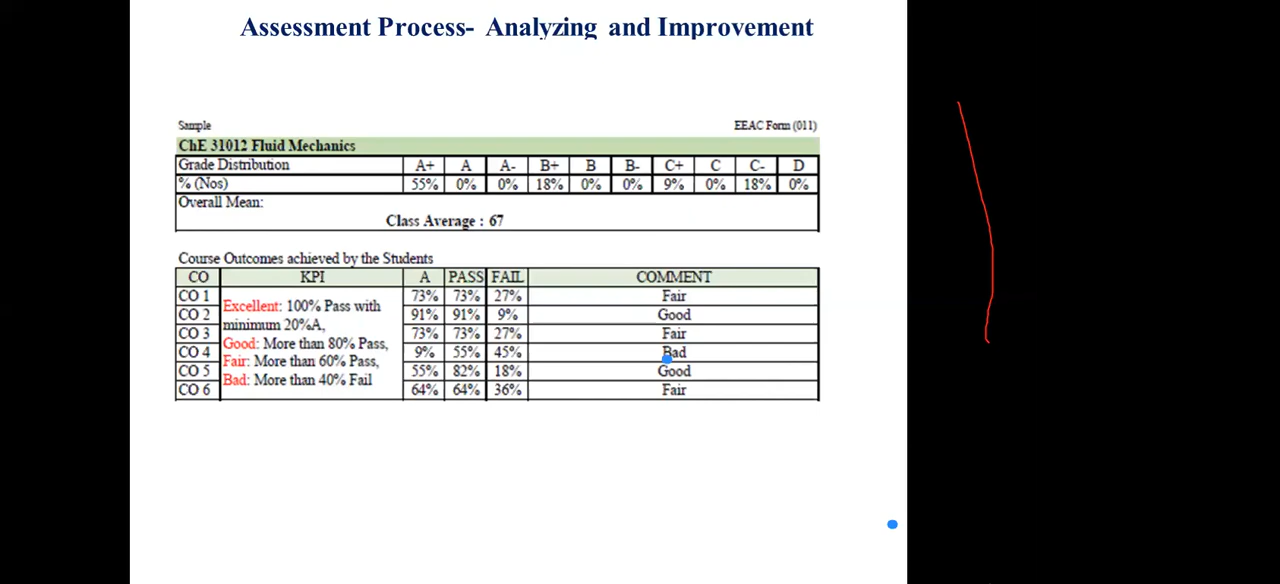 Assessment Process- Analyzing and Improvement
Sample EEAC Form (011)
ChE 31012 Fluid Mechanics
Grade Distribution A+ A A- B+ B B- C+ C C- D
% (Nos) 55% 0% 0% 18% 0% 0% 9% 0% 18% 0%
Overall Mean:
Class Average : 67
Course Outcomes achieved by the Students
CO KPI A PASS FAIL COMMENT
CO 1 73% 73% 27% Fair
Excellent: 100% Pass with
CO 2 91% 91% 9% Good
minimum 20%A,
CO 3 73% 73% 27% Fair
Good: More than 80% Pass,
CO 4 9% 55% 45% Bad
Fair: More than 60% Pass,
CO 5 55% 82% 18% Good
Bad: More than 40% Fail
CO 6 64% 64% 36% Fair